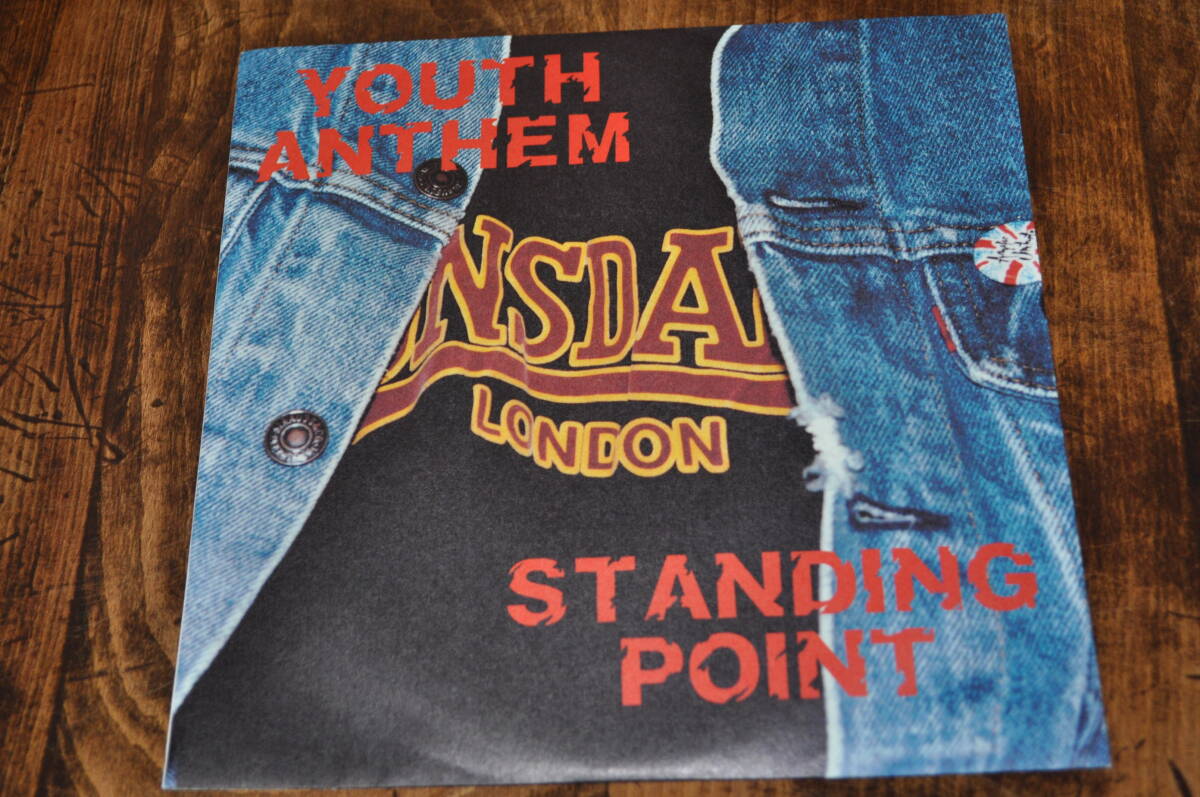 YOUTH
ANTHEM
NSDA
LONDON
STANDING
POINT